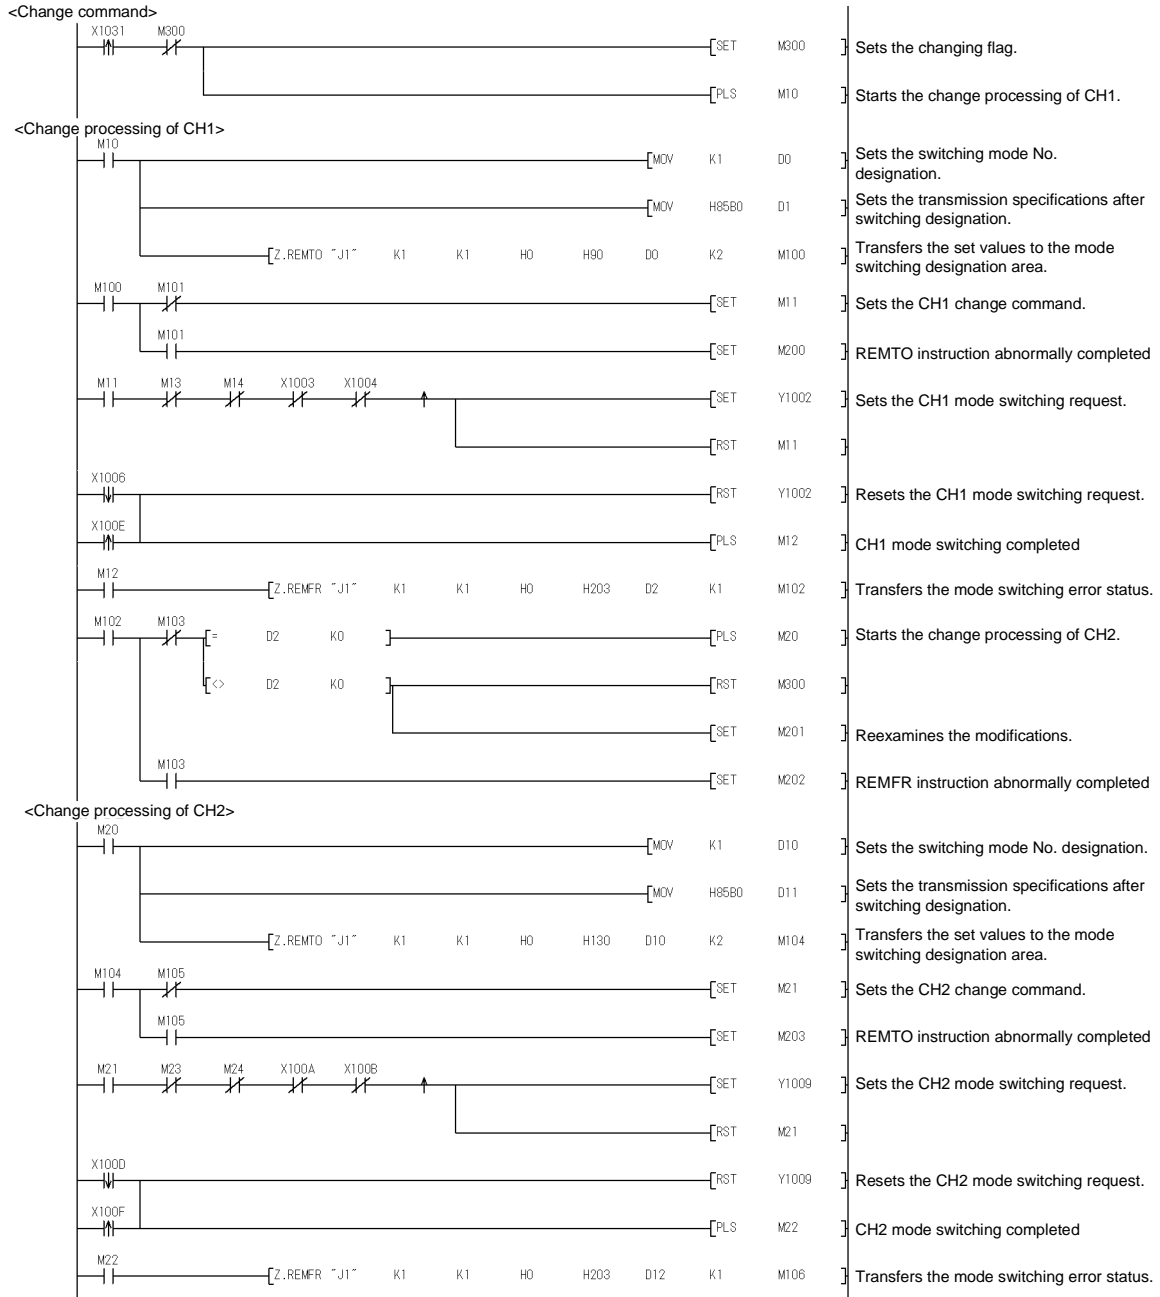 <Change command>
X1031 M300
SET M300 Sets the changing flag.
PLS M10 Starts the change processing of CH1.
<Change processing of CH1>
M10
MOV K1 D0 Sets the switching mode No.
designation.
MOV H85B0 D1 Sets the transmission specifications after
switching designation.
Z.REMTO "J1" K1 K1 H0 H90 D0 K2 M100 Transfers the set values to the mode
switching designation area.
M100 M101
SET M11 Sets the CH1 change command.
M101
SET M200 REMTO instruction abnormally completed
M11 M13 M14 X1003 X1004
SET Y1002 Sets the CH1 mode switching request.
RST M11
X1006
RST Y1002 Resets the CH1 mode switching request.
X100E
PLS M12 CH1 mode switching completed
M12
Z.REMFR "J1" K1 K1 H0 H203 D2 K1 M102 Transfers the mode switching error status.
M102 M103
= D2 K0 PLS M20 Starts the change processing of CH2.
<> D2 K0 RST M300
SET M201 Reexamines the modifications.
M103
SET M202 REMFR instruction abnormally completed
<Change processing of CH2>
M20
MOV K1 D10 Sets the switching mode No. designation.
MOV H85B0 D11 Sets the transmission specifications after
switching designation.
Z.REMTO "J1" K1 K1 H0 H130 D10 K2 M104 Transfers the set values to the mode
switching designation area.
M104 M105
SET M21 Sets the CH2 change command.
M105
SET M203 REMTO instruction abnormally completed
M21 M23 M24 X100A X100B
SET Y1009 Sets the CH2 mode switching request.
RST M21
X100D
RST Y1009 Resets the CH2 mode switching request.
X100F
PLS M22 CH2 mode switching completed
M22
Z.REMFR "J1" K1 K1 H0 H203 D12 K1 M106 Transfers the mode switching error status.